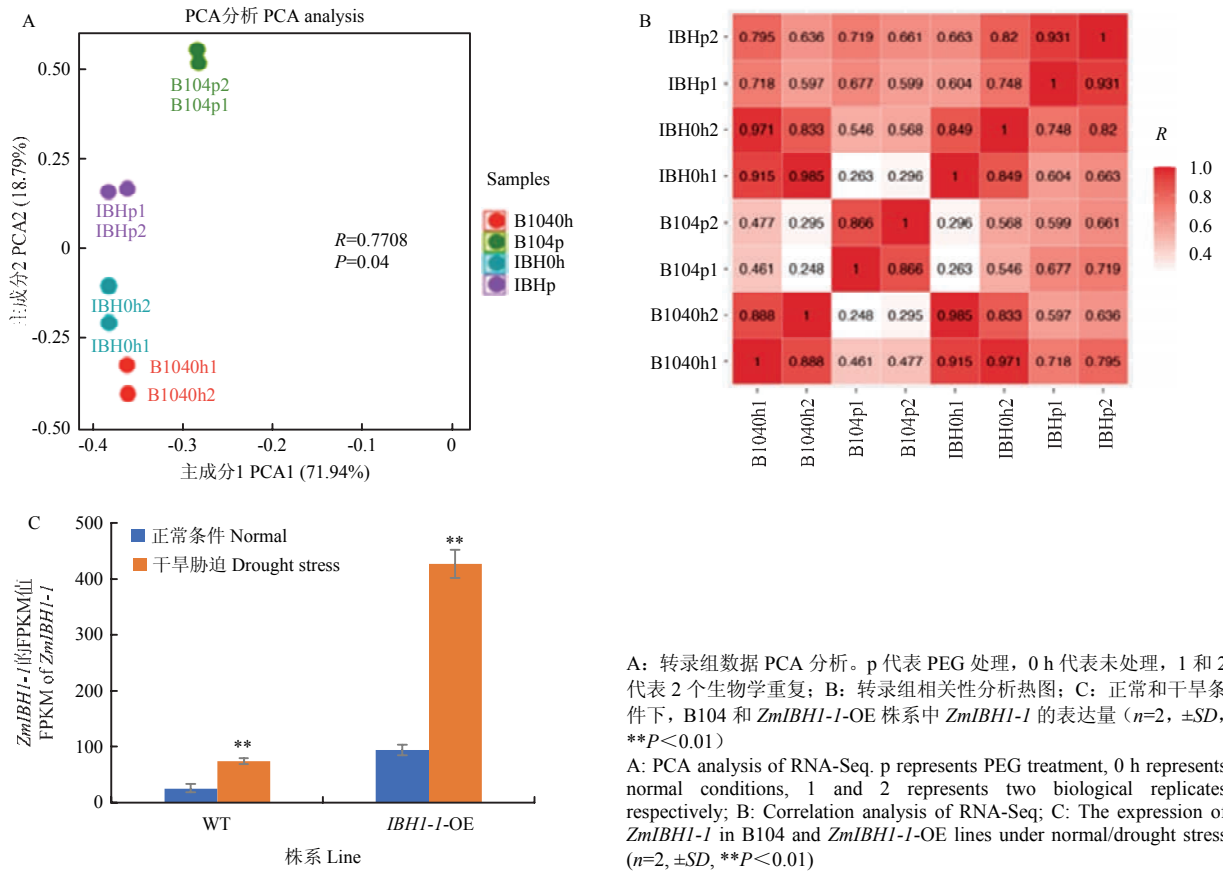 A
PCA分析 PCA analysis
主成分2 PCA2 (18.79%)
0.50
0.25
0
-0.25
-0.50
B104p2
B104p1
IBHp1
IBHp2
IBH0h2
IBH0h1
B1040h1
B1040h2
R=0.7708
P=0.04
-0.4 -0.3 -0.2 -0.1 0
主成分1 PCA1 (71.94%)
Samples
B1040h
B104p
IBH0h
IBHp
B
IBHp2 0.795 0.636 0.719 0.661 0.663 0.82 0.931 1
IBHp1 0.718 0.597 0.677 0.599 0.604 0.748 1 0.931
IBH0h2 0.971 0.833 0.546 0.568 0.849 1 0.748 0.82
IBH0h1 0.915 0.985 0.263 0.296 1 0.849 0.604 0.663
B104p2 0.477 0.295 0.866 1 0.296 0.568 0.599 0.661
B104p1 0.461 0.248 1 0.866 0.263 0.546 0.677 0.719
B1040h2 0.888 1 0.248 0.295 0.985 0.833 0.597 0.636
B1040h1 1 0.888 0.461 0.477 0.915 0.971 0.718 0.795
B1040h1 B1040h2 B104p1 B104p2 IBH0h1 IBH0h2 IBHp1 IBHp2
R
1.0
0.8
0.6
0.4
C
ZmIBH1-1的FPKM值
FPKM of ZmIBH1-1
500
400
300
200
100
0
正常条件 Normal
干旱胁迫 Drought stress
**
**
WT IBH1-1-OE
株系 Line
A：转录组数据 PCA 分析。p 代表 PEG 处理，0 h 代表未处理，1 和 2
代表 2 个生物学重复；B：转录组相关性分析热图；C：正常和干旱条
件下，B104 和 ZmIBH1-1-OE 株系中 ZmIBH1-1 的表达量（n=2，±SD，
**P＜0.01）
A: PCA analysis of RNA-Seq. p represents PEG treatment, 0 h represents
normal conditions, 1 and 2 represents two biological replicates
respectively; B: Correlation analysis of RNA-Seq; C: The expression of
ZmIBH1-1 in B104 and ZmIBH1-1-OE lines under normal/drought stress
(n=2, ±SD, **P＜0.01)